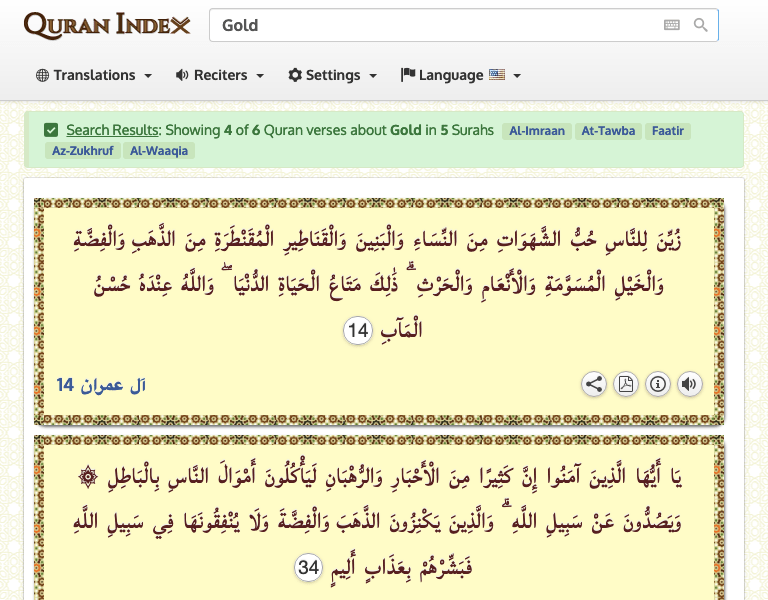 QURAN INDEX
Gold
Translations Reciters Settings Language
Search Results: Showing 4 of 6 Quran verses about Gold in 5 Surahs Al-Imraan At-Tawba Faatir
Az-Zukhruf Al-Waaqia
زُيِّنَ لِلنَّاسِ حُبُّ الشَّهَوَاتِ مِنَ النِّسَاءِ وَالْبَنِينَ وَالْقَنَاطِيرِ الْمُقَنْطَرَةِ مِنَ الذَّهَبِ وَالْفِضَّةِ
وَالْخَيْلِ الْمُسَوَّمَةِ وَالْأَنْعَامِ وَالْحَرْثِ ۗ ذَٰلِكَ مَتَاعُ الْحَيَاةِ الدُّنْيَا ۖ وَاللَّهُ عِنْدَهُ حُسْنُ
الْمَآبِ 14
آل عمران 14
يَا أَيُّهَا الَّذِينَ آمَنُوا إِنَّ كَثِيرًا مِنَ الْأَحْبَارِ وَالرُّهْبَانِ لَيَأْكُلُونَ أَمْوَالَ النَّاسِ بِالْبَاطِلِ ۞
وَيَصُدُّونَ عَنْ سَبِيلِ اللَّهِ ۗ وَالَّذِينَ يَكْنِزُونَ الذَّهَبَ وَالْفِضَّةَ وَلَا يُنْفِقُونَهَا فِي سَبِيلِ اللَّهِ
فَبَشِّرْهُمْ بِعَذَابٍ أَلِيمٍ 34